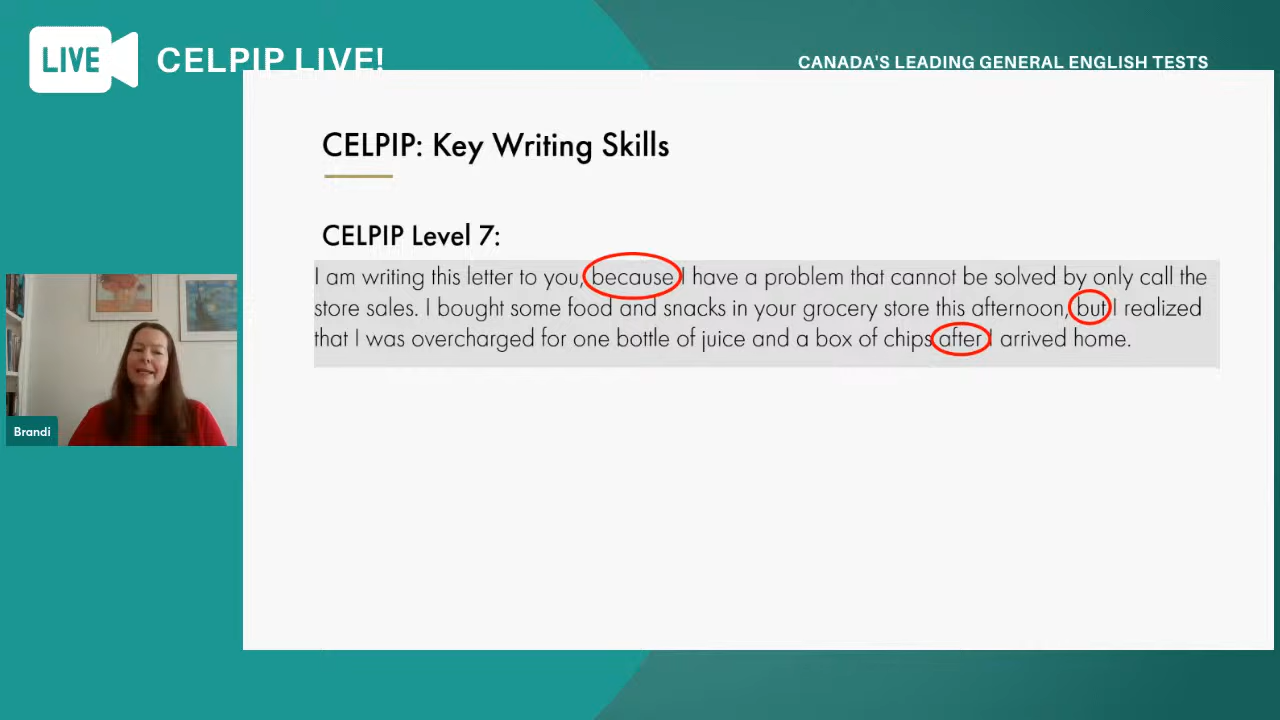 LIVE
CELPIP LIVE!
CANADA'S LEADING GENERAL ENGLISH TESTS
CELPIP: Key Writing Skills
CELPIP Level 7:
I am writing this letter to you, because I have a problem that cannot be solved by only call the
store sales. I bought some food and snacks in your grocery store this afternoon, but I realized
that I was overcharged for one bottle of juice and a box of chips after I arrived home.
Brandi